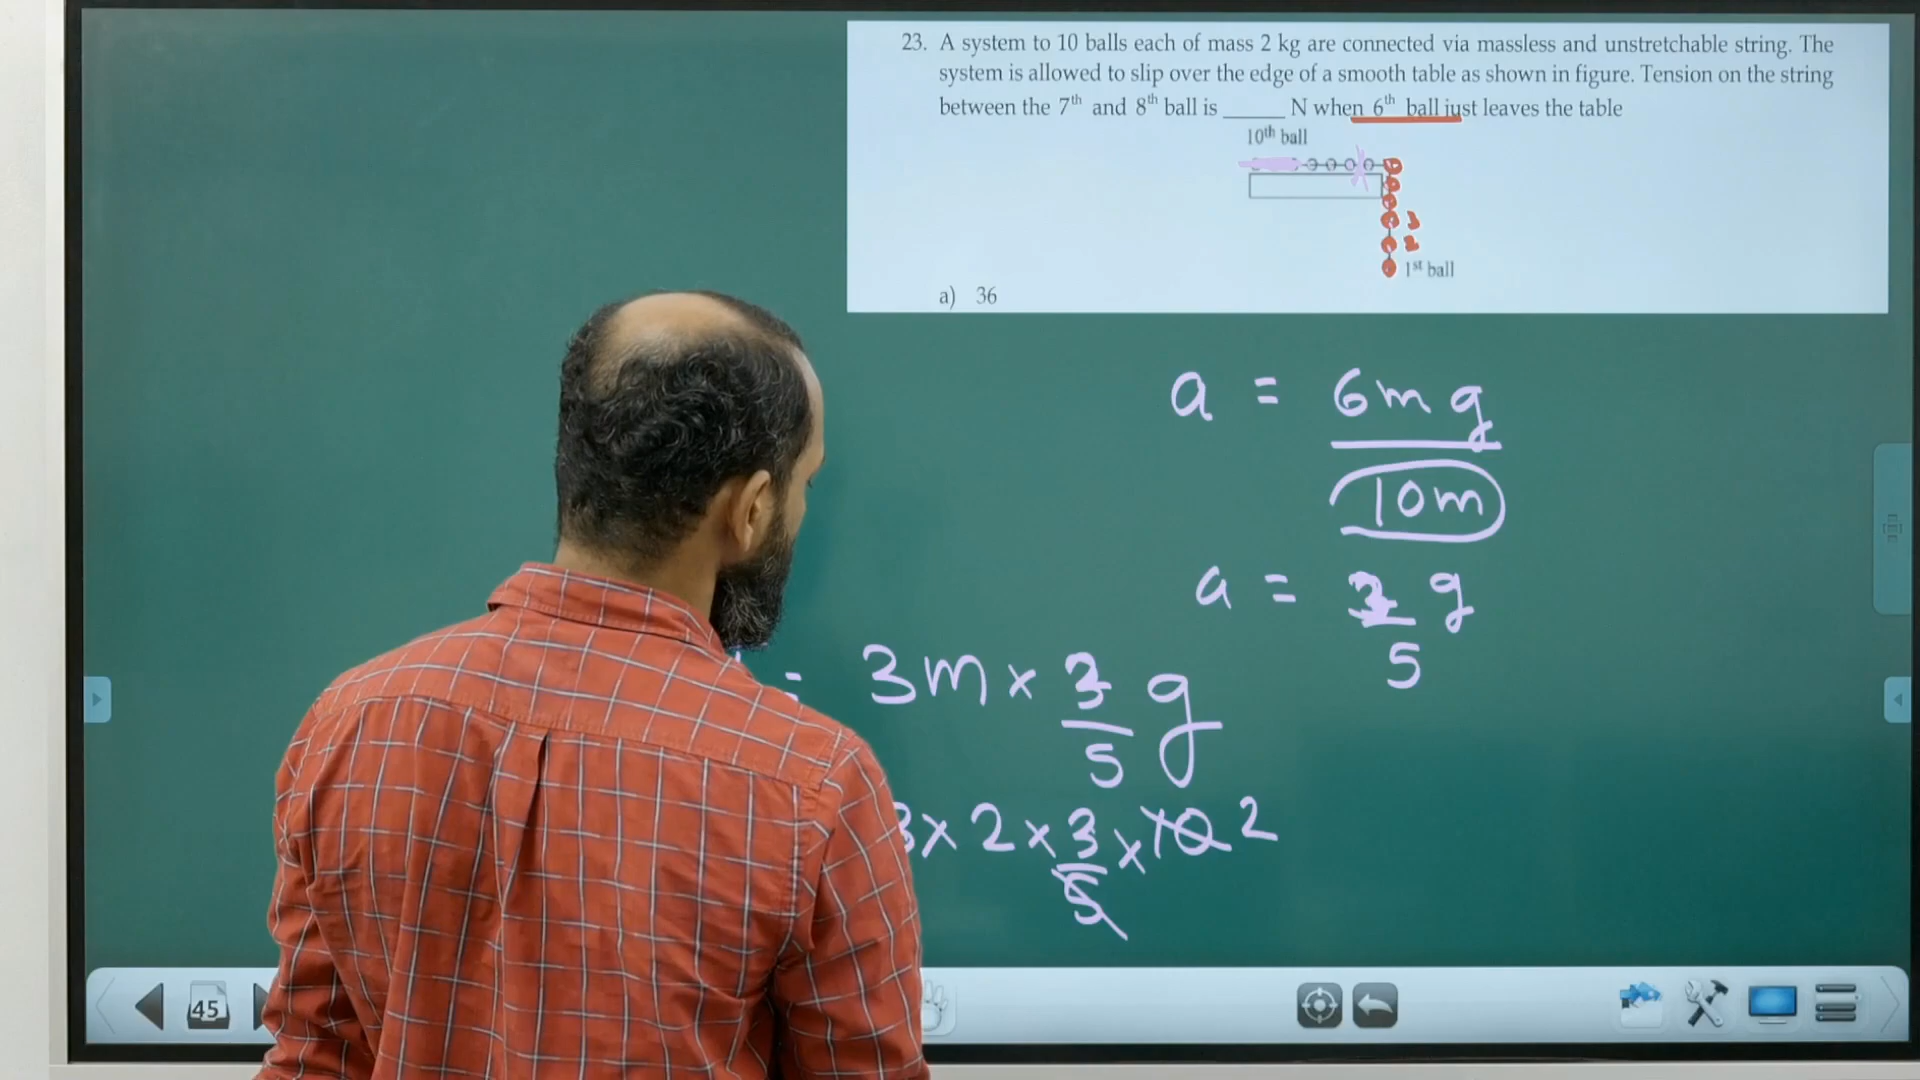 23. A system to 10 balls each of mass 2 kg are connected via massless and unstretchable string. The
system is allowed to slip over the edge of a smooth table as shown in figure. Tension on the string
between the 7th and 8th ball is _____ N when 6th ball just leaves the table
10th ball
1st ball
a) 36
a = 6mg
10m
a = 3 g
5
= 3m × 3 g
5
3 × 2 × 3 × 10 2
5
45